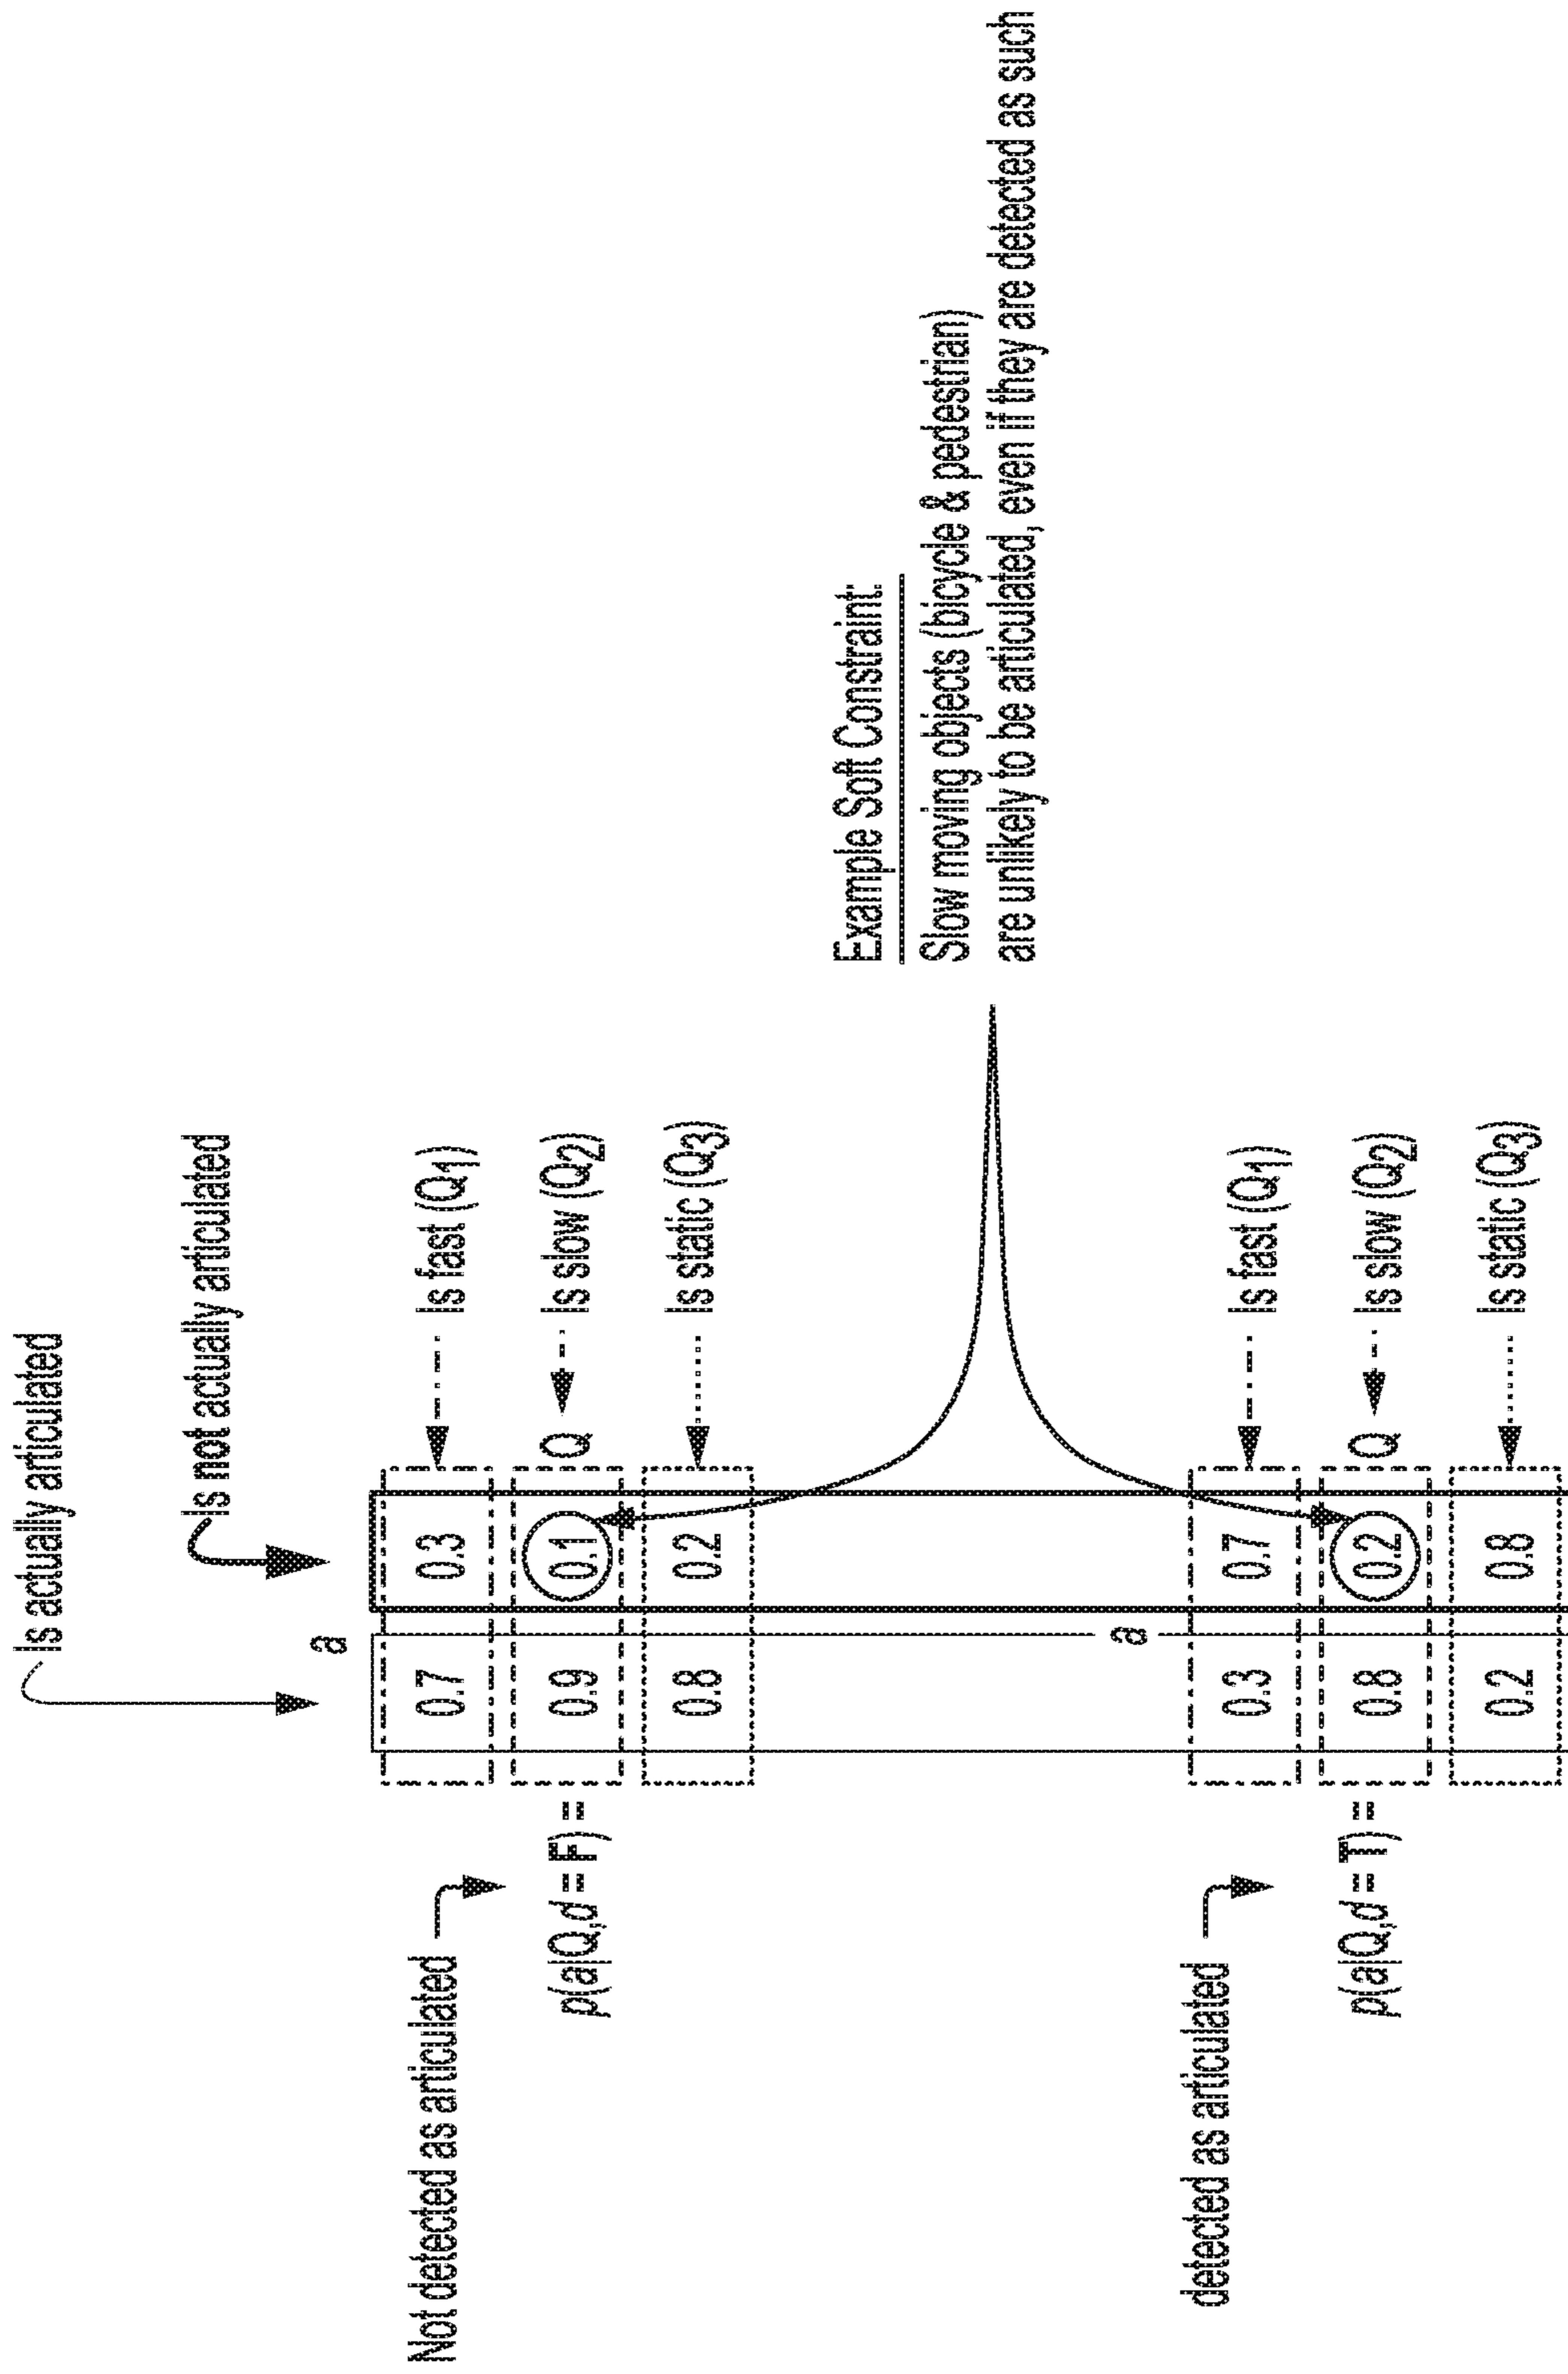 Is actually articulated
Is not actually articulated
a
Not detected as articulated
p(a|Q,d = F) =
0.7 0.3
0.9 0.1
0.8 0.2
Q
Is fast (Q1)
Is slow (Q2)
Is static (Q3)
Example Soft Constraint:
Slow moving objects (bicycle & pedestrian)
are unlikely to be articulated, even if they are detected as such
a
detected as articulated
p(a|Q,d = T) =
0.3 0.7
0.8 0.2
0.2 0.8
Q
Is fast (Q1)
Is slow (Q2)
Is static (Q3)